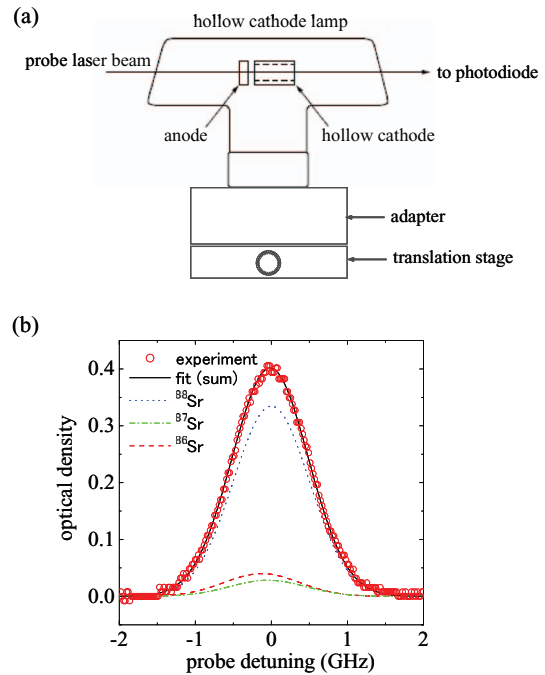 (a)
hollow cathode lamp
probe laser beam
to photodiode
anode
hollow cathode
adapter
translation stage
(b)
experiment
fit (sum)
⁸⁸Sr
⁸⁷Sr
⁸⁶Sr
optical density
0.4
0.3
0.2
0.1
0.0
-2
-1
0
1
2
probe detuning (GHz)